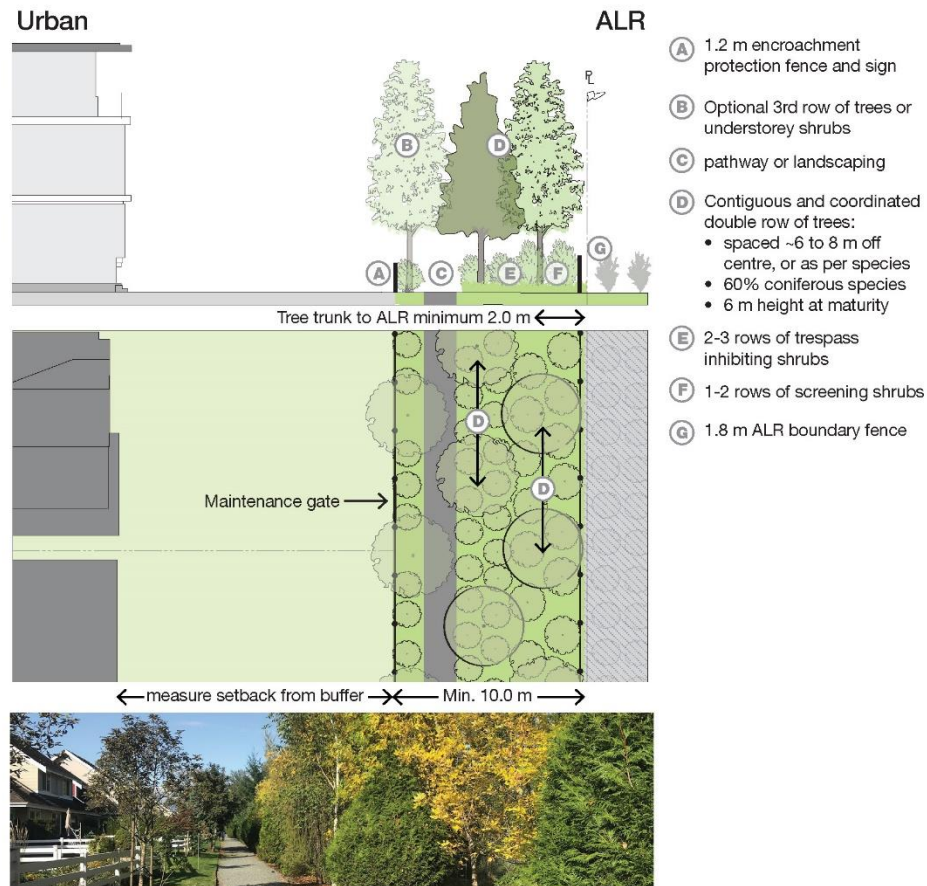 Urban
ALR
PL
B
D
A
C
E
F
G
Tree trunk to ALR minimum 2.0 m
D
D
Maintenance gate
measure setback from buffer
Min. 10.0 m
A 1.2 m encroachment
protection fence and sign
B Optional 3rd row of trees or
understorey shrubs
C pathway or landscaping
D Contiguous and coordinated
double row of trees:
• spaced ~6 to 8 m off
centre, or as per species
• 60% coniferous species
• 6 m height at maturity
E 2-3 rows of trespass
inhibiting shrubs
F 1-2 rows of screening shrubs
G 1.8 m ALR boundary fence